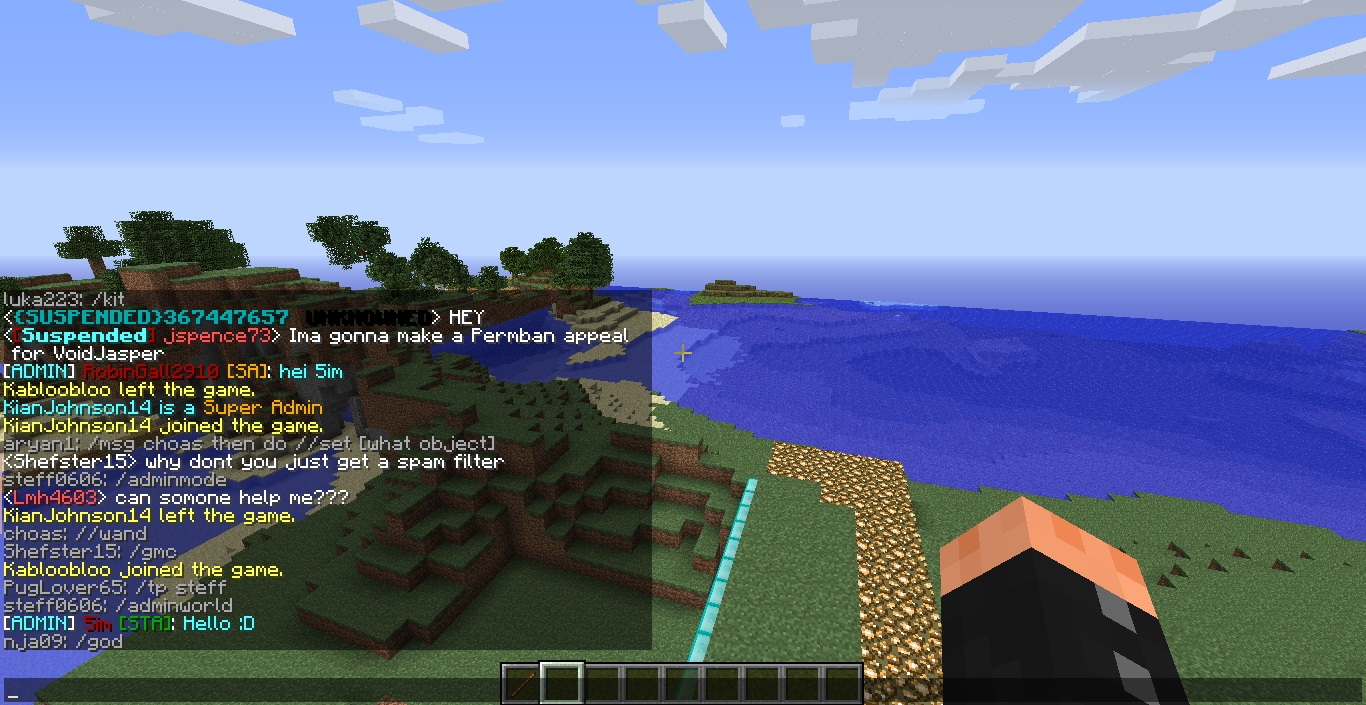 luka223: /kit
<{SUSPENDED}367447657 UNKNOWNED> HEY
<[Suspended] jspence73> Ima gonna make a Permban appeal
for VoidJasper
[ADMIN] RobinGall2910 [SA]: hei 5im
Kabloobloo left the game.
KianJohnson14 is a Super Admin
KianJohnson14 joined the game.
aryan1: /msg choas then do //set [what object]
<Shefster15> why dont you just get a spam filter
steff0606: /adminmode
<Lmh4603> can somone help me???
KianJohnson14 left the game.
choas: //wand
Shefster15: /gmc
Kabloobloo joined the game.
PugLover65: /tp steff
steff0606: /adminworld
[ADMIN] 5im [STA]: Hello :D
nja09: /god
_